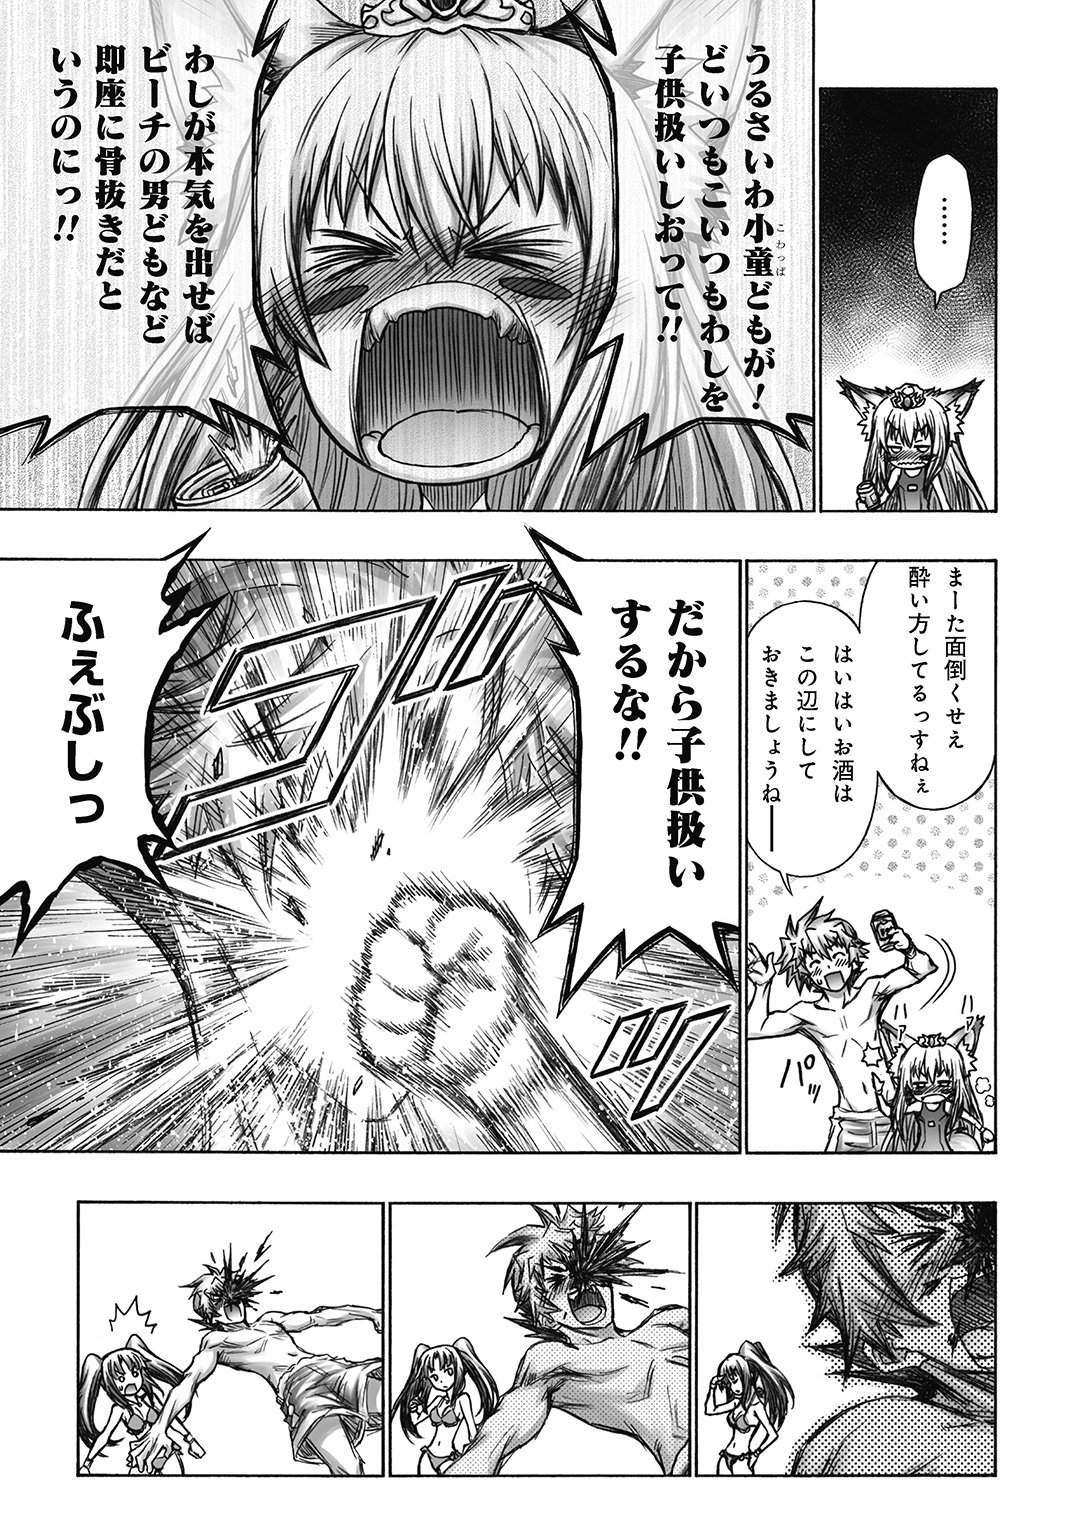 ……
うるさいわ小童どもが！
こわっぱ
どいつもこいつもわしを
子供扱いしおって!!
わしが本気を出せば
ビーチの男どもなど
即座に骨抜きだと
いうのにっ!!
まーた面倒くせえ
酔い方してるっすねぇ
はいはいお酒は
この辺にして
おきましょうねー
ハァ
ハァ
パッ
だから子供扱い
するな!!
ふぇぶしっ